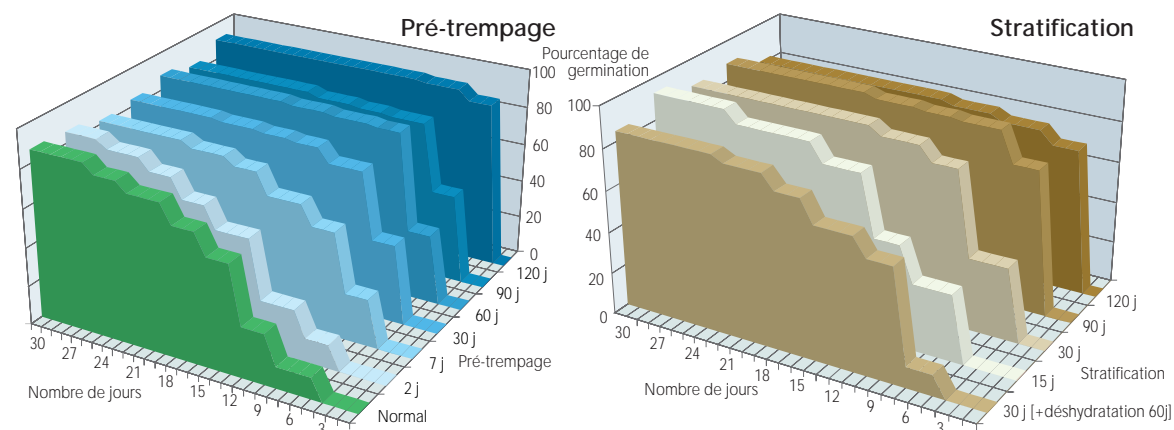 Pré-trempage
Pourcentage de
germination
100
80
60
40
20
0
120 j
90 j
60 j
30 j
7 j
2 j
Normal
Pré-trempage
30
27
24
21
18
15
12
9
6
3
Nombre de jours
Stratification
100
80
60
40
20
0
120 j
90 j
30 j
15 j
30 j [+déshydratation 60j]
Stratification
30
27
24
21
18
15
12
9
6
3
Nombre de jours